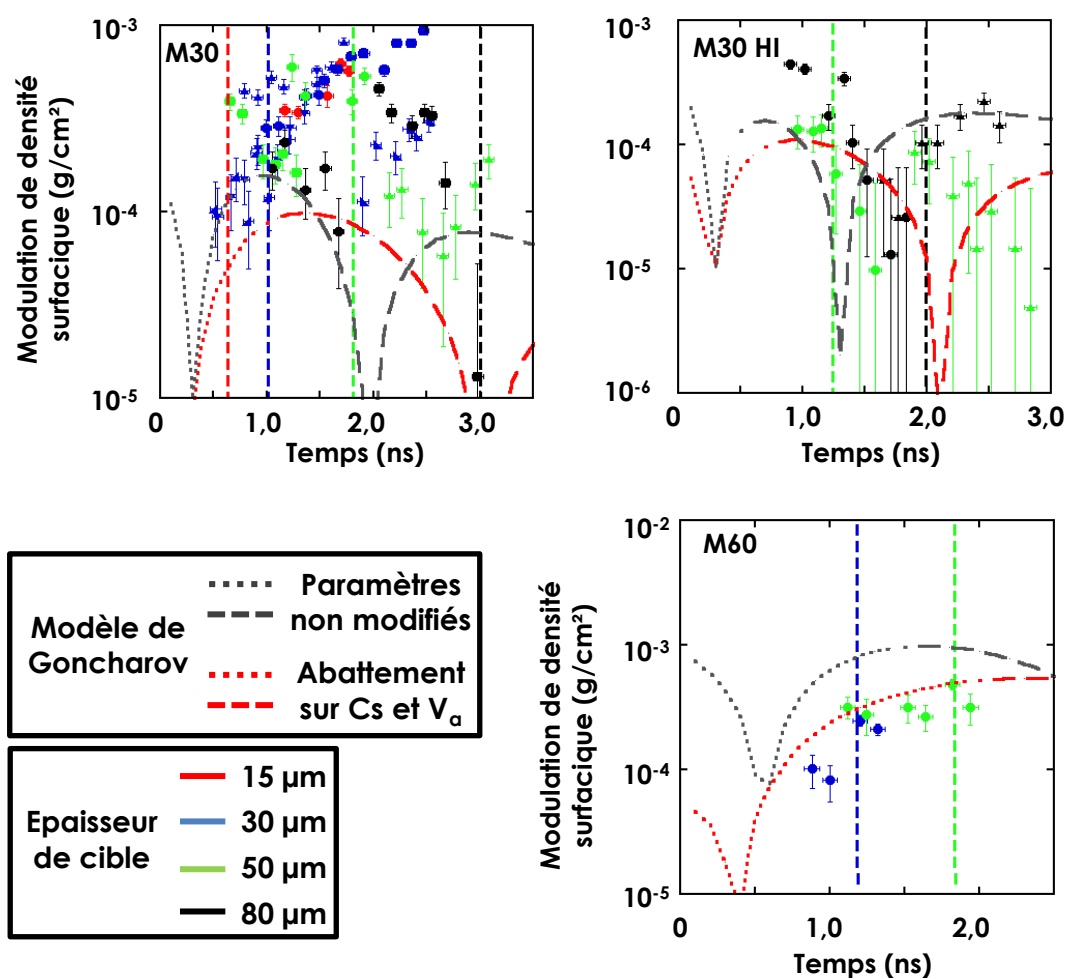 M30
Modulation de densité
surfacique (g/cm²)
10⁻³
10⁻⁴
10⁻⁵
0
1,0
2,0
3,0
Temps (ns)
M30 HI
10⁻³
10⁻⁴
10⁻⁵
10⁻⁶
0
1,0
2,0
3,0
Temps (ns)
Modèle de
Goncharov
Paramètres
non modifiés
Abattement
sur Cs et Vₐ
Epaisseur
de cible
15 µm
30 µm
50 µm
80 µm
M60
Modulation de densité
surfacique (g/cm²)
10⁻²
10⁻³
10⁻⁴
10⁻⁵
0
1,0
2,0
Temps (ns)